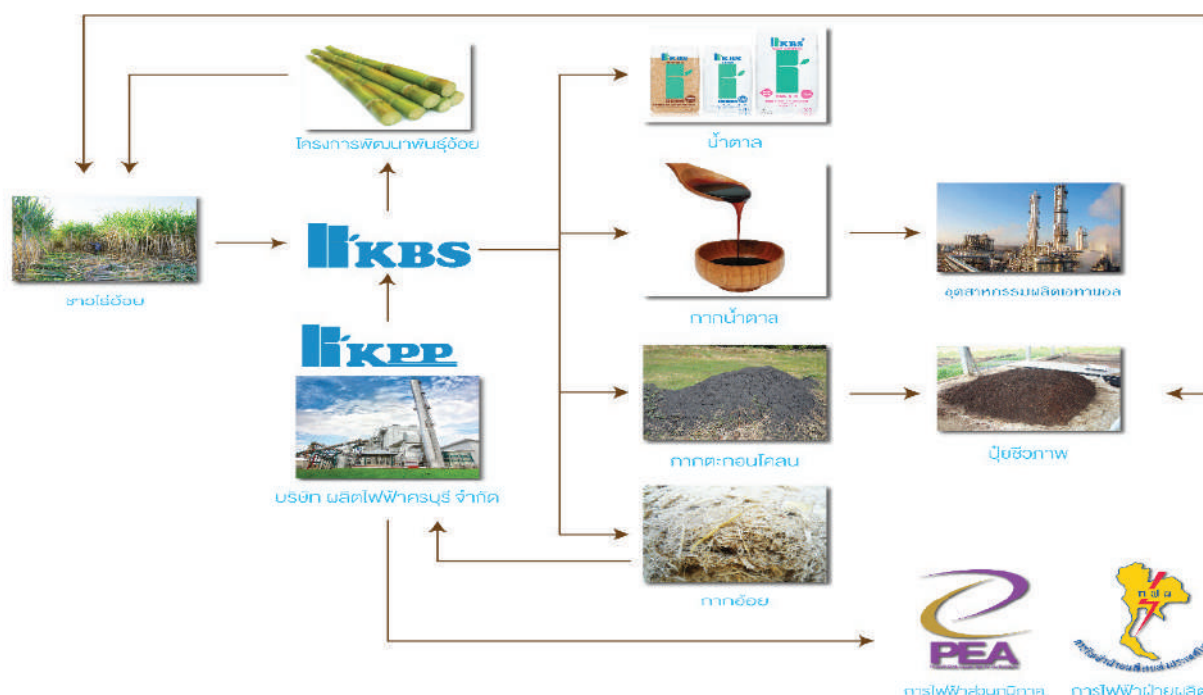 KBS
โครงการพัฒนาพันธุ์อ้อย
น้ำตาล
ชาวไร่อ้อย
KBS
กากน้ำตาล
อุตสาหกรรมผลิตเอทานอล
KPP
บริษัท ผลิตไฟฟ้าครบุรี จำกัด
กากตะกอนโคลน
ปุ๋ยชีวภาพ
กากอ้อย
PEA
กฟผ
การไฟฟ้าส่วนภูมิภาค
การไฟฟ้าฝ่ายผลิต